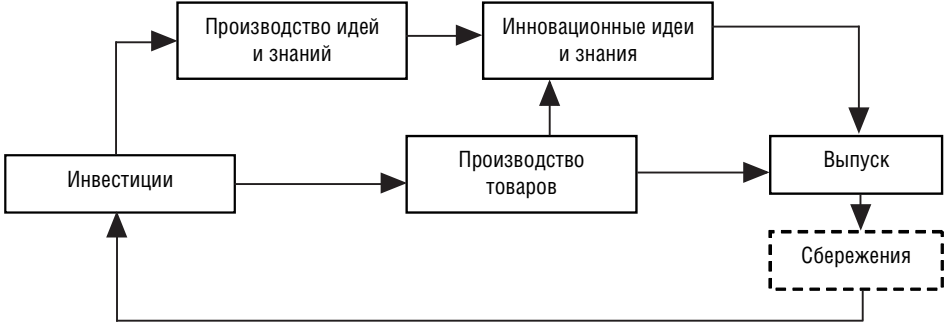 Производство идей
и знаний
Инновационные идеи
и знания
Инвестиции
Производство
товаров
Выпуск
Сбережения